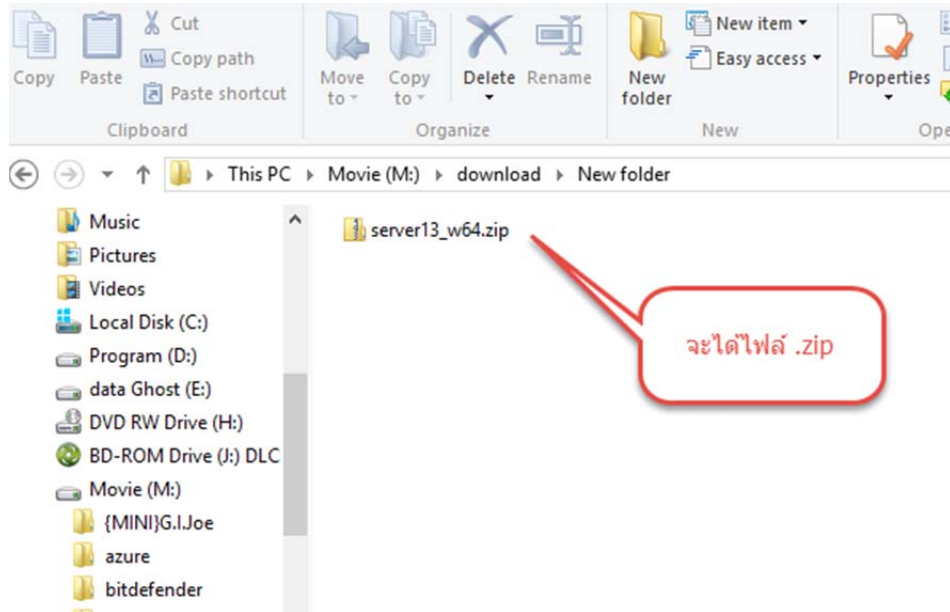 Cut
Copy path
Paste shortcut
Copy
Paste
Clipboard
Move to
Copy to
Delete
Rename
Organize
New folder
New item
Easy access
New
Properties
This PC Movie (M:) download New folder
Music
Pictures
Videos
Local Disk (C:)
Program (D:)
data Ghost (E:)
DVD RW Drive (H:)
BD-ROM Drive (J:) DLC
Movie (M:)
{MINI}G.I.Joe
azure
bitdefender
server13_w64.zip
จะได้ไฟล์ .zip